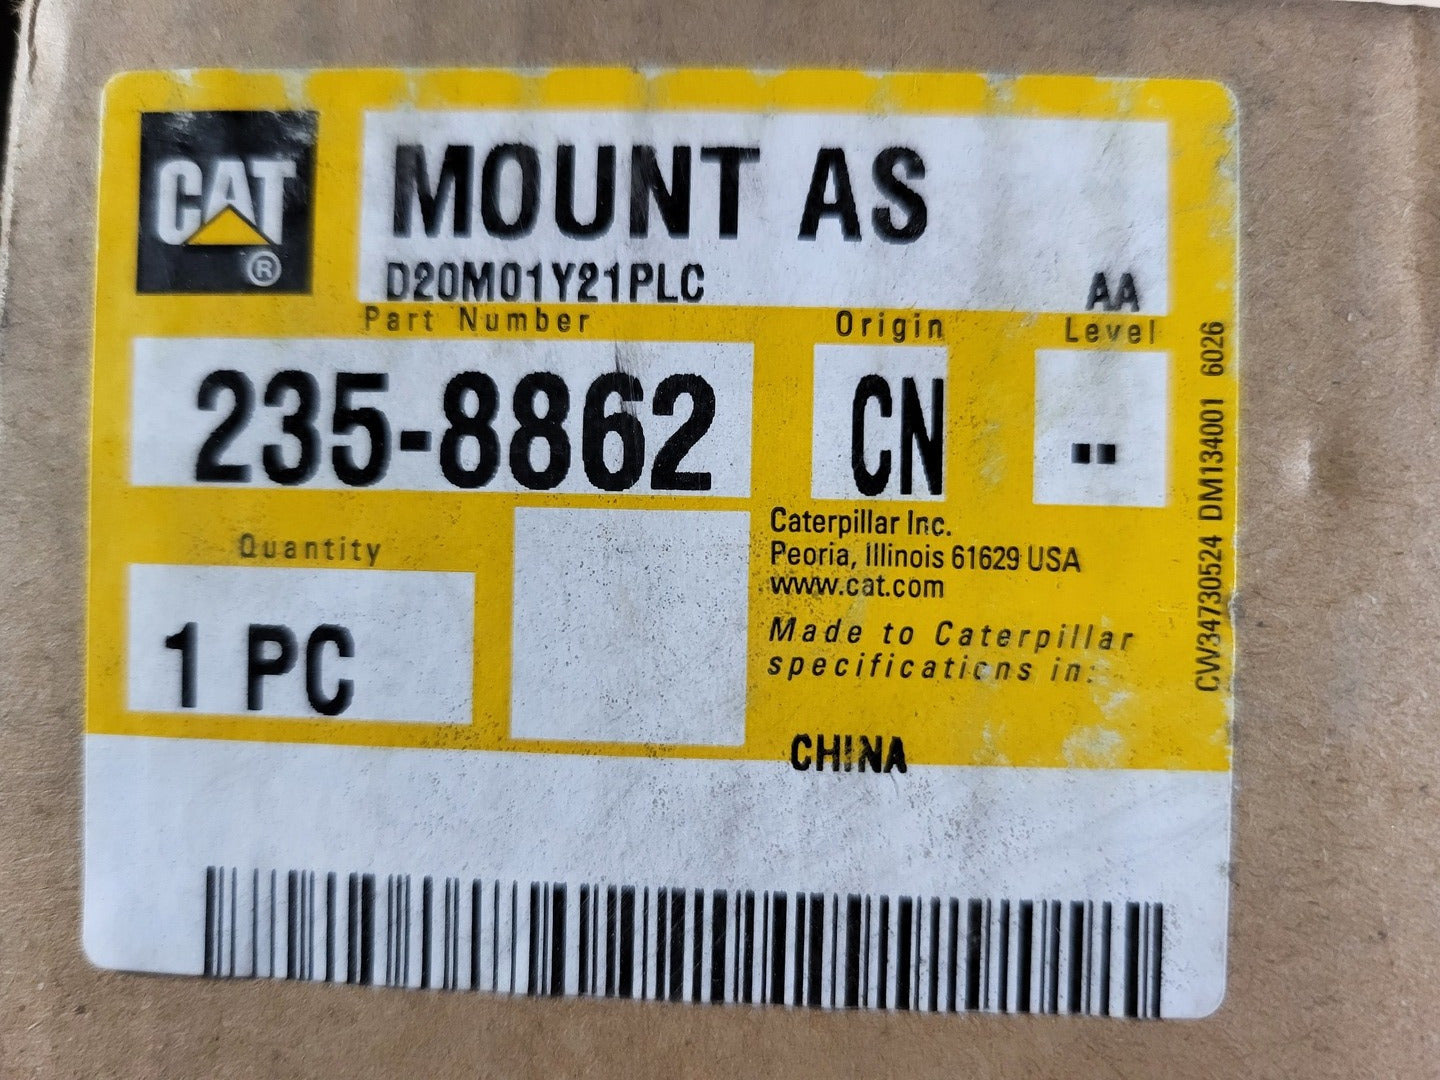 CAT
®
MOUNT AS
D20M01Y21PLC AA
Part Number Origin Level
235-8862 CN --
Quantity
1 PC
Caterpillar Inc.
Peoria, Illinois 61629 USA
www.cat.com
Made to Caterpillar
specifications in:
CHINA
CW34730524 DM134001 6026